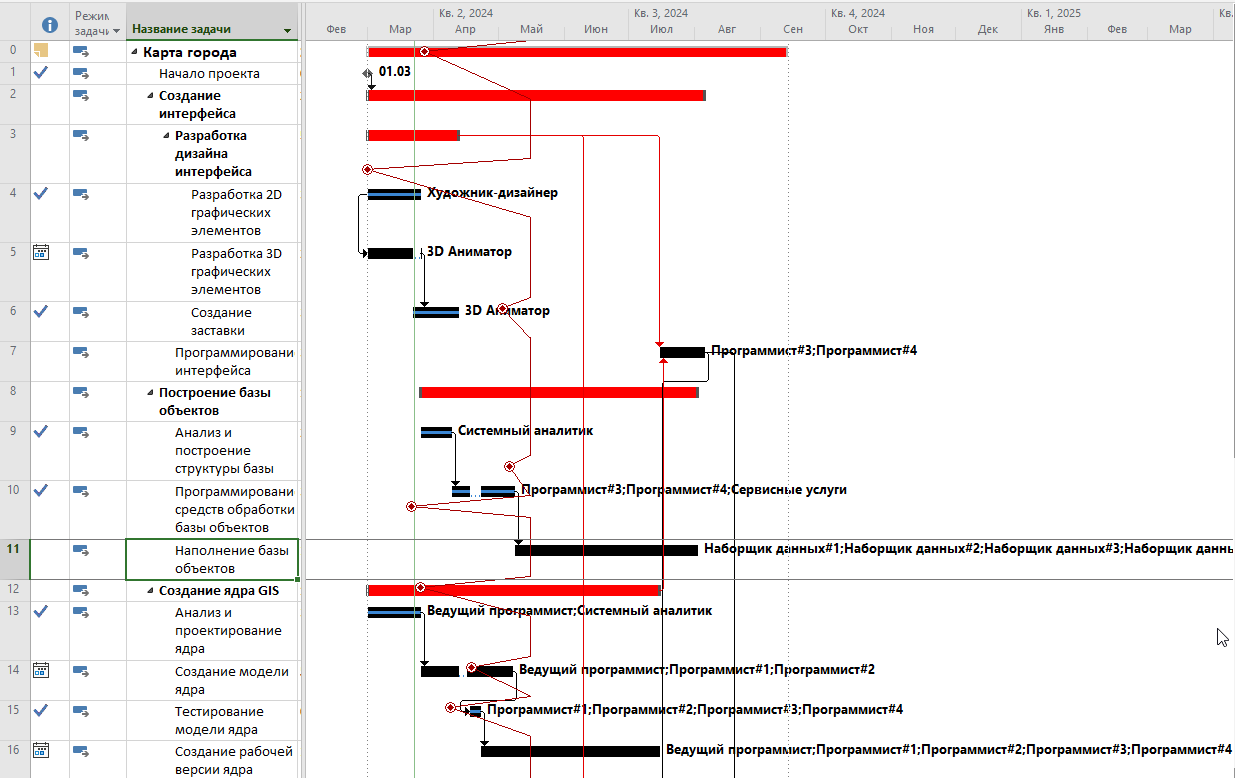 Кв. 2, 2024 Кв. 3, 2024 Кв. 4, 2024 Кв. 1, 2025 Кв.
Режим задачи Название задачи Фев Мар Апр Май Июн Июл Авг Сен Окт Ноя Дек Янв Фев Мар
0 Карта города
1 Начало проекта 01.03
2 Создание
интерфейса
3 Разработка
дизайна
интерфейса
4 Разработка 2D Художник-дизайнер
графических
элементов
5 Разработка 3D 3D Аниматор
графических
элементов
6 Создание 3D Аниматор
заставки
7 Программировани Программист#3;Программист#4
интерфейса
8 Построение базы
объектов
9 Анализ и Системный аналитик
построение
структуры базы
10 Программировани Программист#3;Программист#4;Сервисные услуги
средств обработки
базы объектов
11 Наполнение базы Наборщик данных#1;Наборщик данных#2;Наборщик данных#3;Наборщик данн
объектов
12 Создание ядра GIS
13 Анализ и Ведущий программист;Системный аналитик
проектирование
ядра
14 Создание модели Ведущий программист;Программист#1;Программист#2
ядра
15 Тестирование Программист#1;Программист#2;Программист#3;Программист#4
модели ядра
16 Создание рабочей Ведущий программист;Программист#1;Программист#2;Программист#3;Программист#4
версии ядра